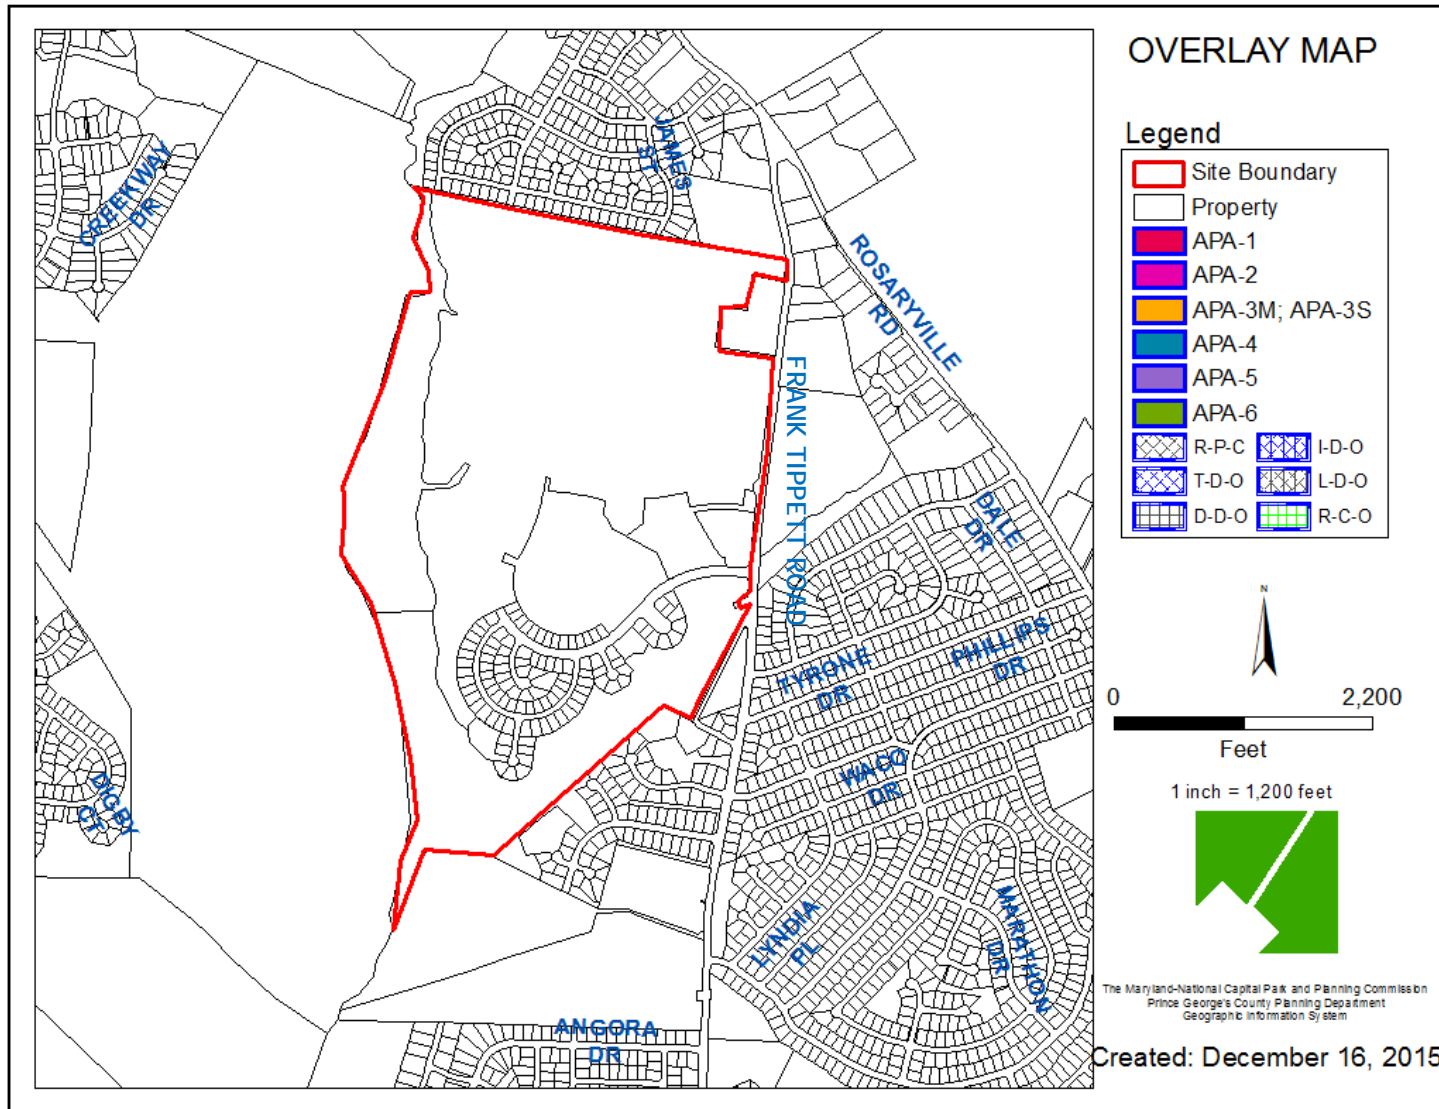 OVERLAY MAP
Legend
Site Boundary
Property
APA-1
APA-2
APA-3M; APA-3S
APA-4
APA-5
APA-6
R-P-C
I-D-O
T-D-O
L-D-O
D-D-O
R-C-O
N
0
2,200
Feet
1 inch = 1,200 feet
The Maryland-National Capital Park and Planning Commission
Prince George's County Planning Department
Geographic Information System
Created: December 16, 2015
CREEKWAY
DR
JAMES
ST
ROSARYVILLE
RD
FRANK TIPPETT ROAD
DALE
DR
PHILLIPS
DR
TYRONE
DR
WACO
DR
DIGBY
CT
LYNDIA
PL
MARATHON
DR
ANGORA
DR